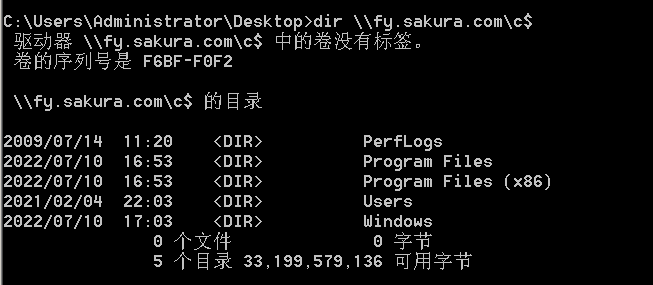 C:\Users\Administrator\Desktop>dir \\fy.sakura.com\c$
驱动器 \\fy.sakura.com\c$ 中的卷没有标签。
卷的序列号是 F6BF-F0F2
\\fy.sakura.com\c$ 的目录
2009/07/14  11:20    <DIR>          PerfLogs
2022/07/10  16:53    <DIR>          Program Files
2022/07/10  16:53    <DIR>          Program Files (x86)
2021/02/04  22:03    <DIR>          Users
2022/07/10  17:03    <DIR>          Windows
0 个文件              0 字节
5 个目录 33,199,579,136 可用字节